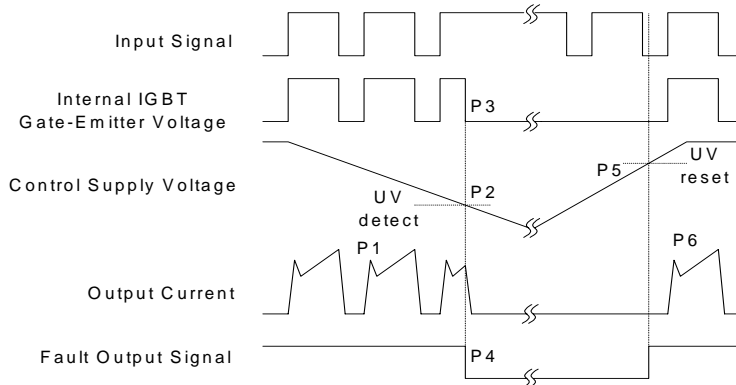 Input Signal
Internal IGBT
Gate-Emitter Voltage
P3
Control Supply Voltage
UV
detect
P2
P5
UV
reset
P1
P6
Output Current
Fault Output Signal
P4